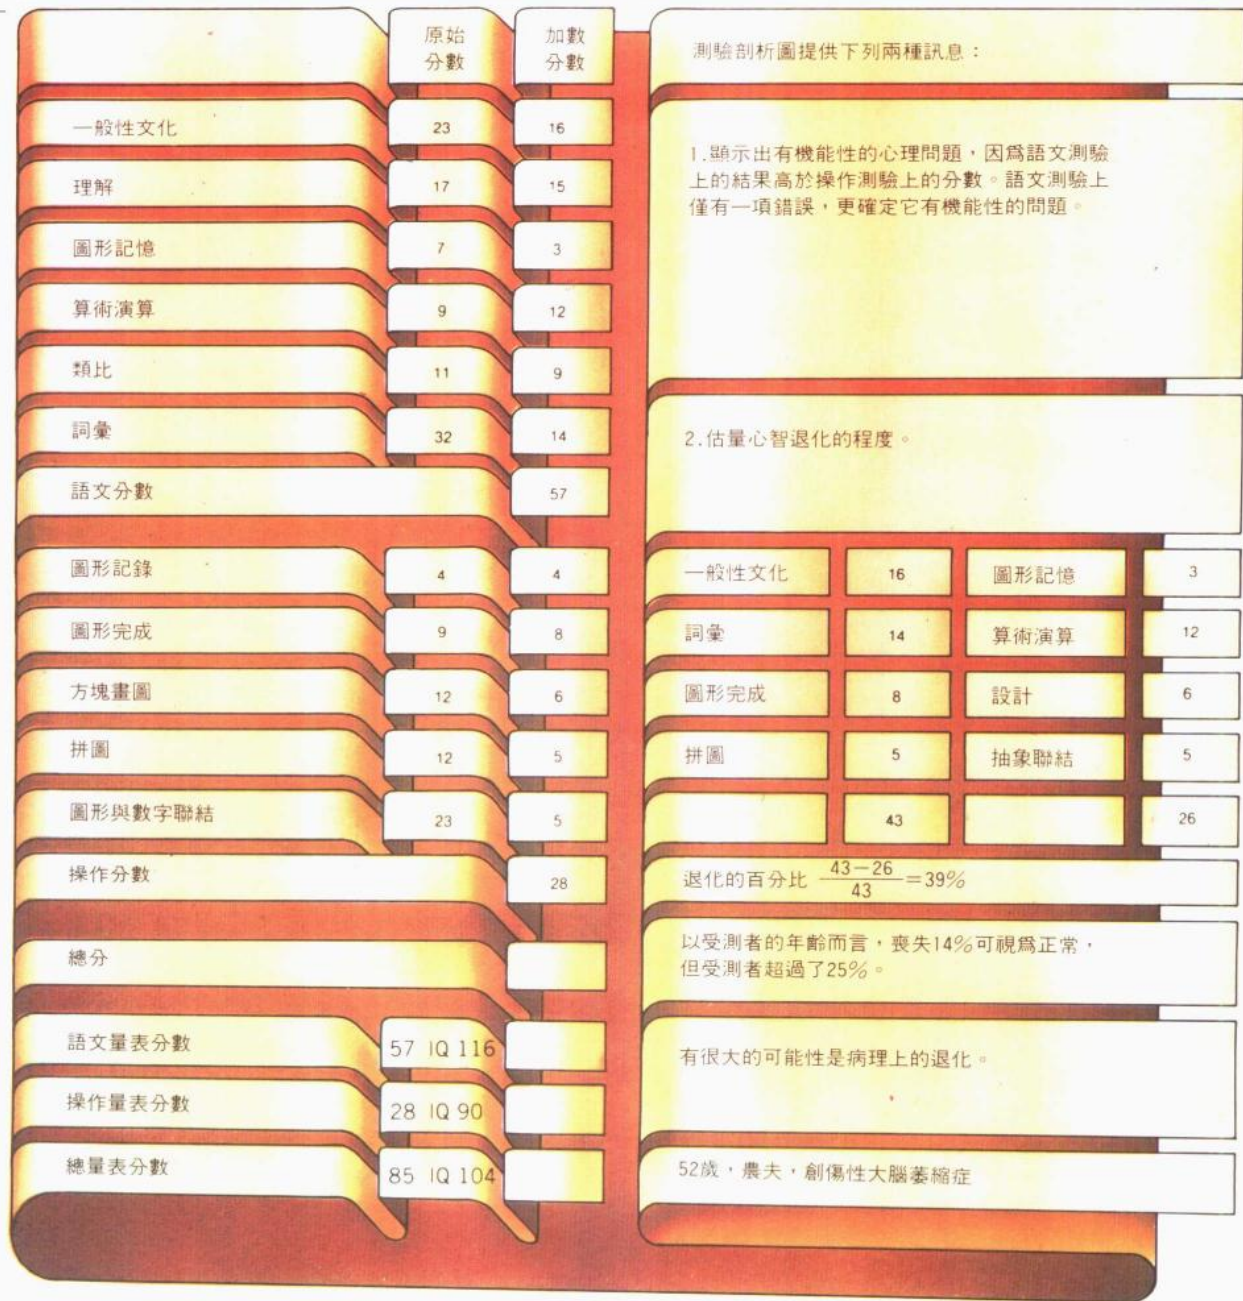 原始
分數
加數
分數
一般性文化 23 16
理解 17 15
圖形記憶 7 3
算術演算 9 12
類比 11 9
詞彙 32 14
語文分數 57
圖形記錄 4 4
圖形完成 9 8
方塊畫圖 12 6
拼圖 12 5
圖形與數字聯結 23 5
操作分數 28
總分
語文量表分數 57 IQ 116
操作量表分數 28 IQ 90
總量表分數 85 IQ 104
測驗剖析圖提供下列兩種訊息：
1.顯示出有機能性的心理問題，因爲語文測驗
上的結果高於操作測驗上的分數。語文測驗上
僅有一項錯誤，更確定它有機能性的問題。
2.估量心智退化的程度。
一般性文化 16 圖形記憶 3
詞彙 14 算術演算 12
圖形完成 8 設計 6
拼圖 5 抽象聯結 5
43 26
退化的百分比 43－26/43＝39%
以受測者的年齡而言，喪失14%可視爲正常，
但受測者超過了25%。
有很大的可能性是病理上的退化。
52歲，農夫，創傷性大腦萎縮症